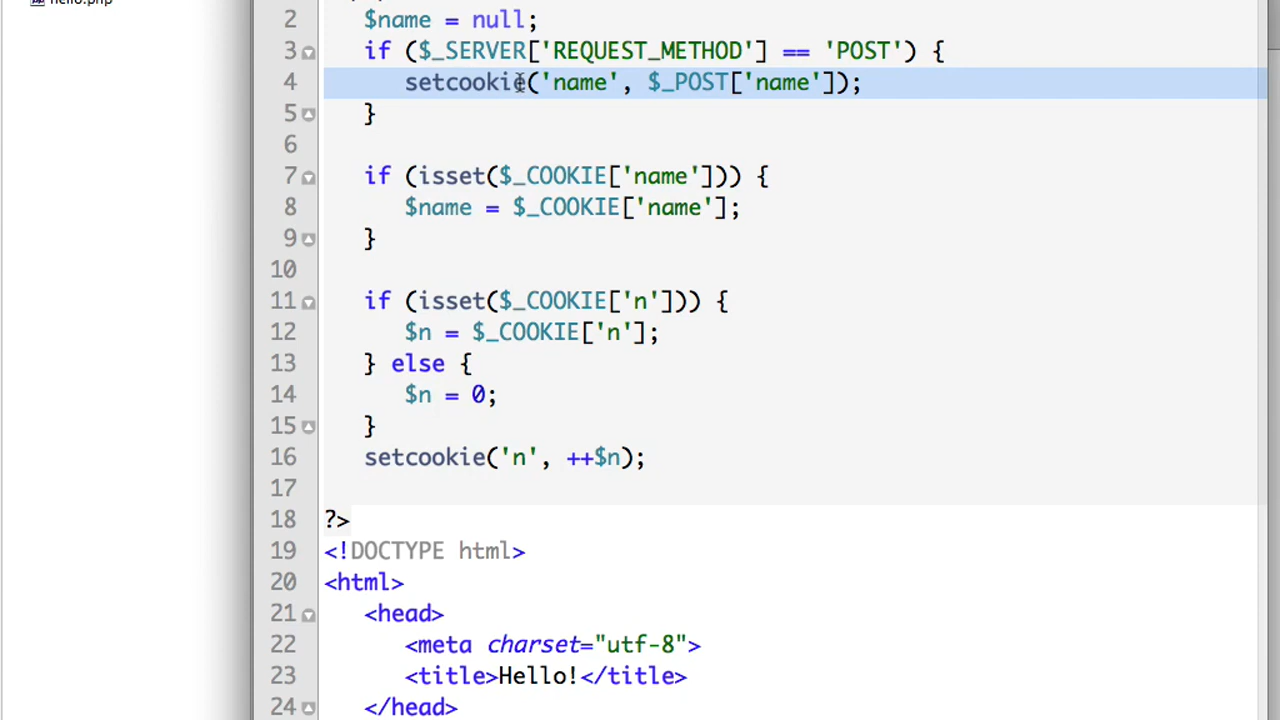 hello.php
2 $name = null;
3 if ($_SERVER['REQUEST_METHOD'] == 'POST') {
4 setcookie('name', $_POST['name']);
5 }
6
7 if (isset($_COOKIE['name'])) {
8 $name = $_COOKIE['name'];
9 }
10
11 if (isset($_COOKIE['n'])) {
12 $n = $_COOKIE['n'];
13 } else {
14 $n = 0;
15 }
16 setcookie('n', ++$n);
17
18 ?>
19 <!DOCTYPE html>
20 <html>
21 <head>
22 <meta charset="utf-8">
23 <title>Hello!</title>
24 </head>